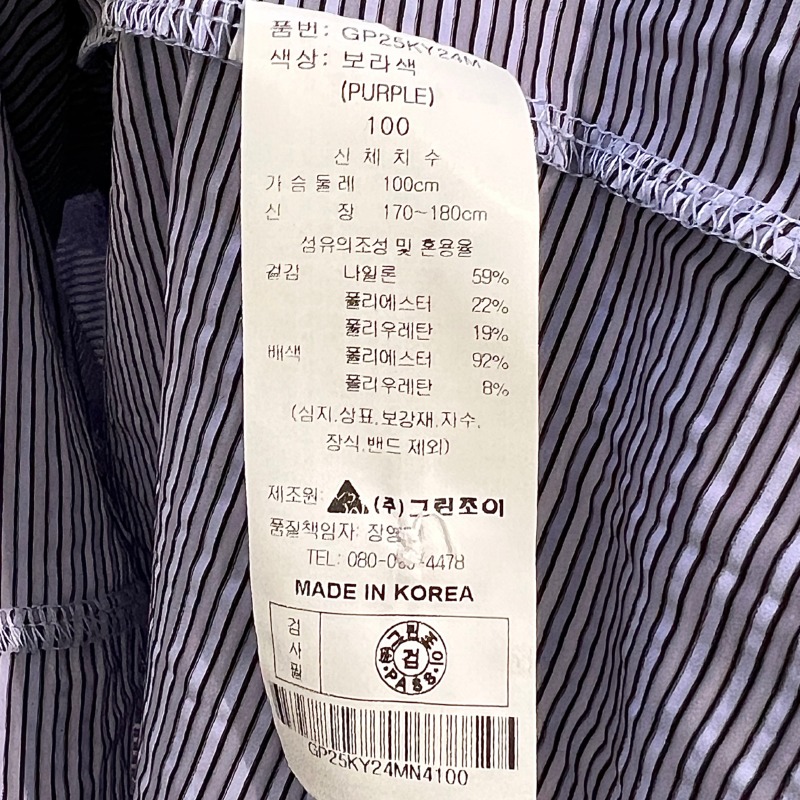 품번: GP25KY24M
색상: 보라색
(PURPLE)
100
신 체 치 수
가 슴 둘 레 100cm
신 장 170~180cm
섬유의조성 및 혼용율
겉감 나일론 59%
폴리에스터 22%
폴리우레탄 19%
배색 폴리에스터 92%
폴리우레탄 8%
(심지.상표.보강재.자수.
장식.밴드 제외)
제조원: (주)그린조이
품질책임자:
TEL: 4478
MADE IN KOREA
검사필
그린조이
검
PASS
GP25KY24MN4100